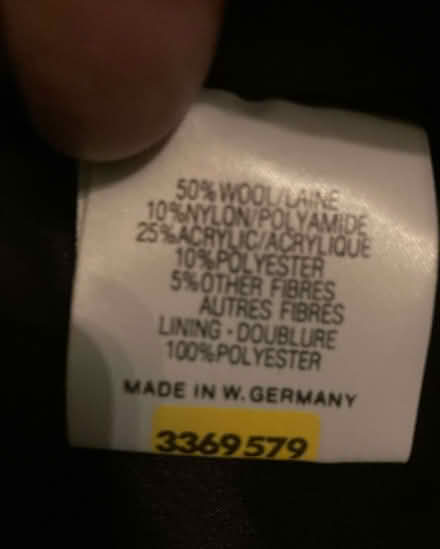 50%WOOL/LAINE
10%NYLON/POLYAMIDE
25%ACRYLIC/ACRYLIQUE
10%POLYESTER
5%OTHER FIBRES
AUTRES FIBRES
LINING - DOUBLURE
100%POLYESTER
MADE IN W. GERMANY
3369579